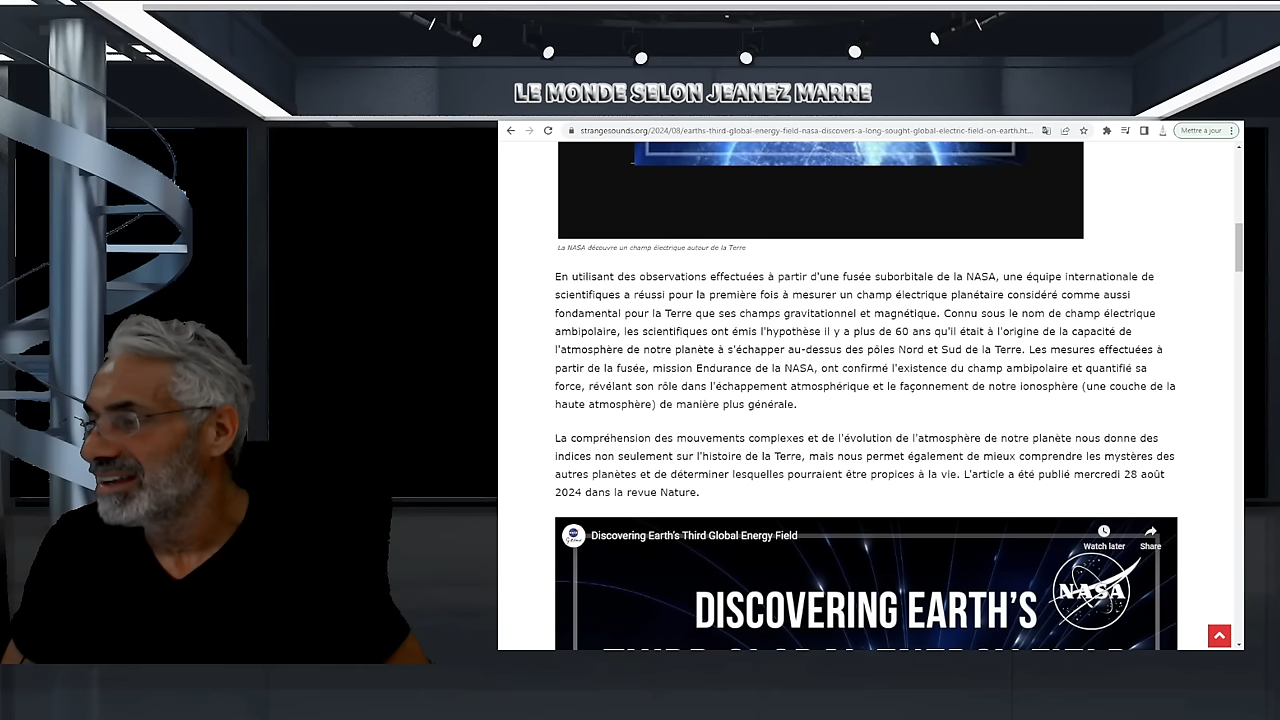 LE MONDE SELON JEANEZ MARRE
strangesounds.org/2024/08/earths-third-global-energy-field-nasa-discovers-a-long-sought-global-electric-field-on-earth.ht...
Mettre à jour
La NASA découvre un champ électrique autour de la Terre
En utilisant des observations effectuées à partir d'une fusée suborbitale de la NASA, une équipe internationale de
scientifiques a réussi pour la première fois à mesurer un champ électrique planétaire considéré comme aussi
fondamental pour la Terre que ses champs gravitationnel et magnétique. Connu sous le nom de champ électrique
ambipolaire, les scientifiques ont émis l'hypothèse il y a plus de 60 ans qu'il était à l'origine de la capacité de
l'atmosphère de notre planète à s'échapper au-dessus des pôles Nord et Sud de la Terre. Les mesures effectuées à
partir de la fusée, mission Endurance de la NASA, ont confirmé l'existence du champ ambipolaire et quantifié sa
force, révélant son rôle dans l'échappement atmosphérique et le façonnement de notre ionosphère (une couche de la
haute atmosphère) de manière plus générale.
La compréhension des mouvements complexes et de l'évolution de l'atmosphère de notre planète nous donne des
indices non seulement sur l'histoire de la Terre, mais nous permet également de mieux comprendre les mystères des
autres planètes et de déterminer lesquelles pourraient être propices à la vie. L'article a été publié mercredi 28 août
2024 dans la revue Nature.
Discovering Earth's Third Global Energy Field
Watch later
Share
NASA
DISCOVERING EARTH'S
THIRD GLOBAL ENERGY FIELD